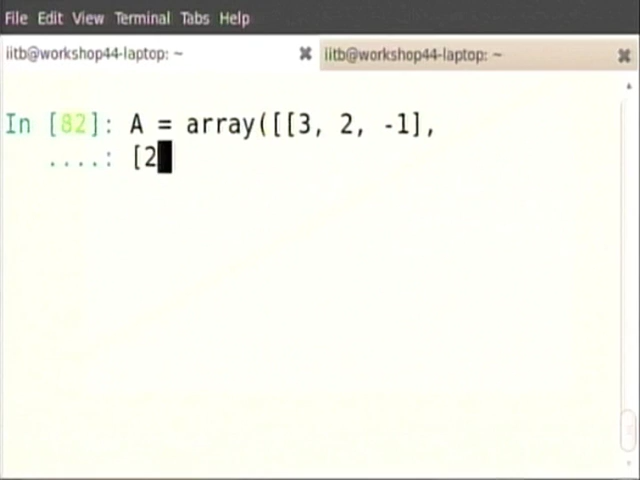 File Edit View Terminal Tabs Help
iitb@workshop44-laptop: ~ iitb@workshop44-laptop: ~
In [82]: A = array([[3, 2, -1],
....: [2